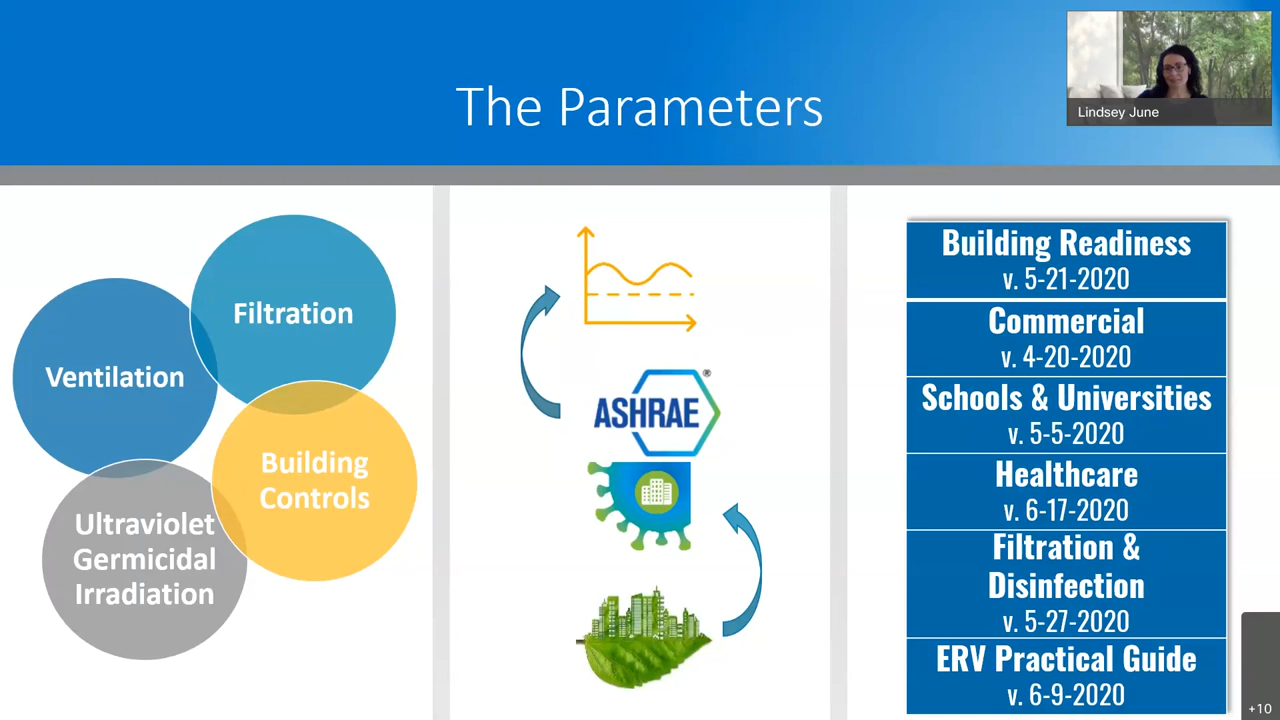 The Parameters
Lindsey June
Filtration
Ventilation
Building
Controls
Ultraviolet
Germicidal
Irradiation
ASHRAE®
Building Readiness
v. 5-21-2020
Commercial
v. 4-20-2020
Schools & Universities
v. 5-5-2020
Healthcare
v. 6-17-2020
Filtration &
Disinfection
v. 5-27-2020
ERV Practical Guide
v. 6-9-2020
+10